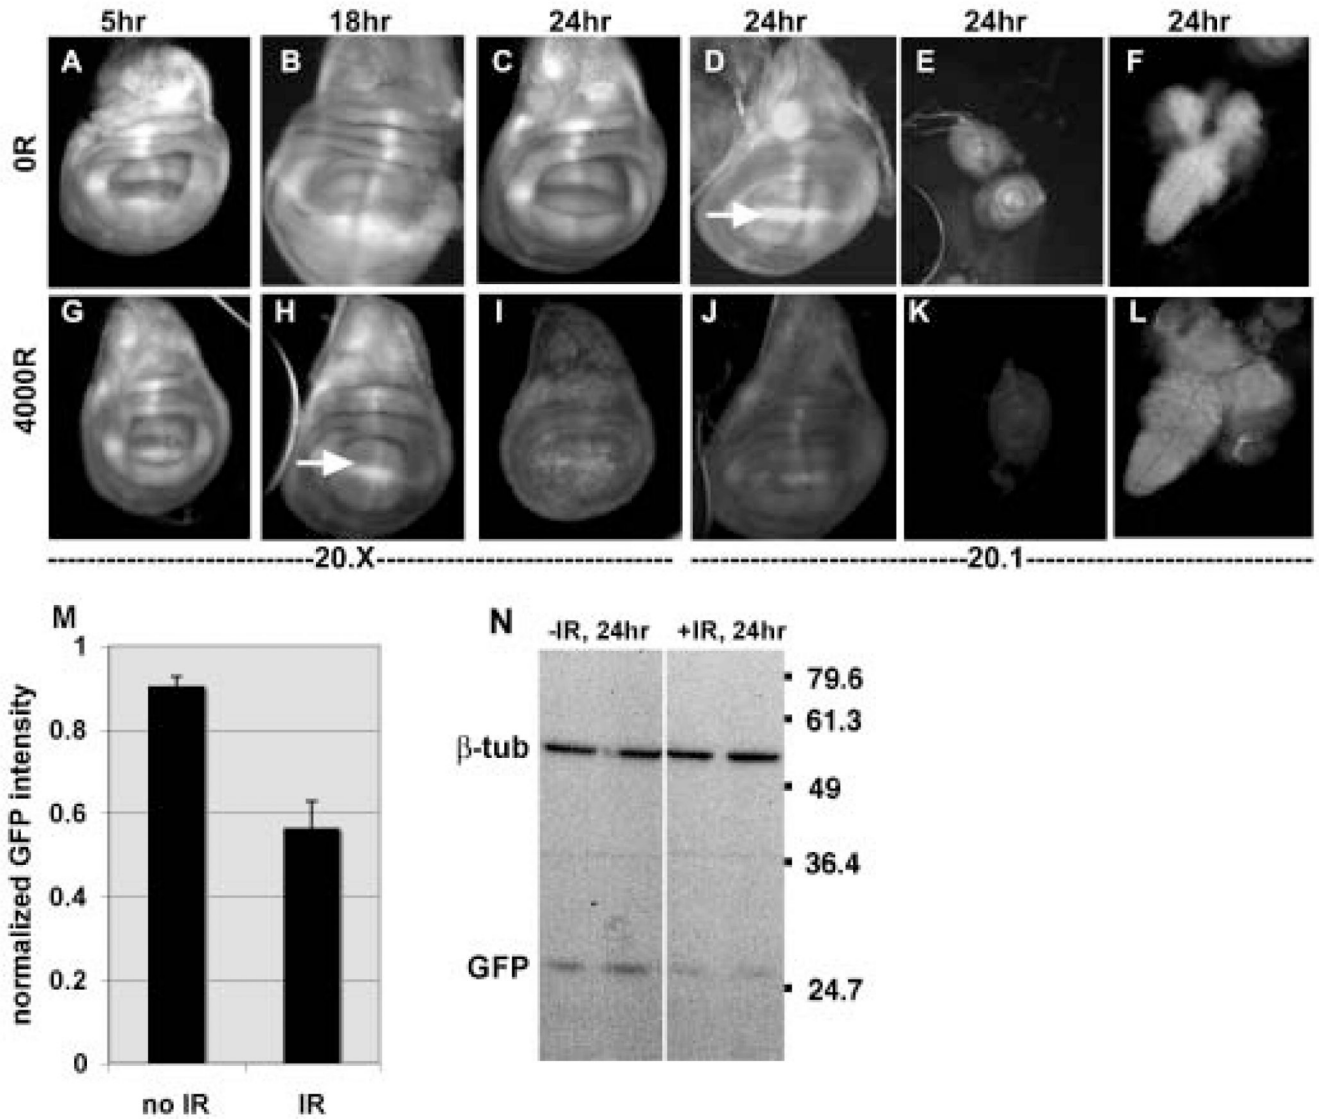 5hr 18hr 24hr 24hr 24hr 24hr
0R
A B C D E F
4000R
G H I J K L
20.X 20.1
M
1
0.8
0.6
0.4
0.2
0
normalized GFP intensity
no IR IR
N
-IR, 24hr +IR, 24hr
79.6
61.3
β-tub
49
36.4
GFP
24.7